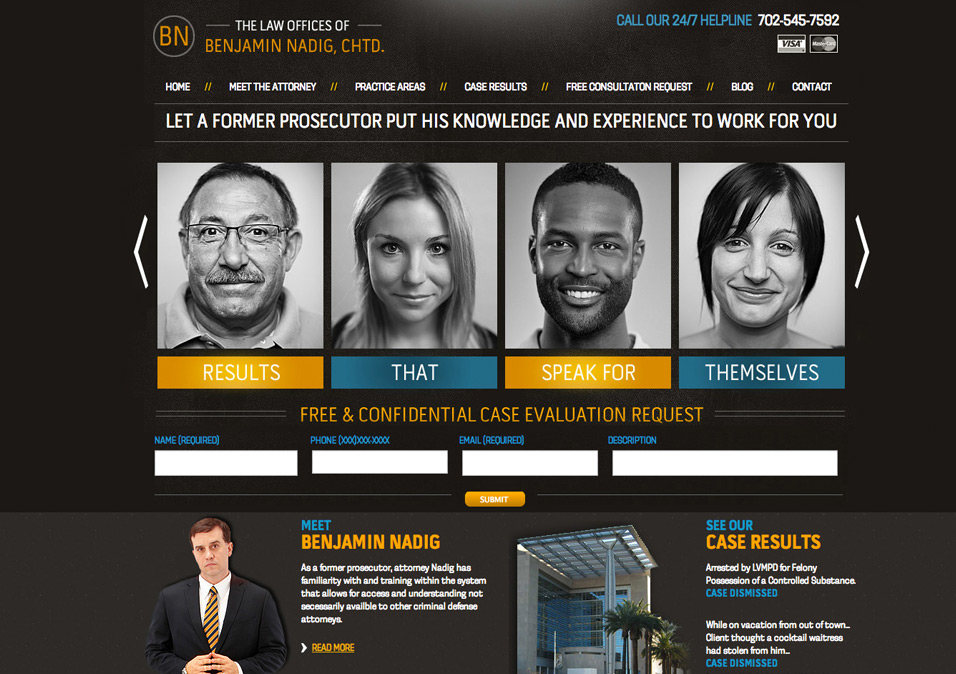 BN
THE LAW OFFICES OF
BENJAMIN NADIG, CHTD.
CALL OUR 24/7 HELPLINE 702-545-7592
VISA MasterCard
HOME // MEET THE ATTORNEY // PRACTICE AREAS // CASE RESULTS // FREE CONSULTATON REQUEST // BLOG // CONTACT
LET A FORMER PROSECUTOR PUT HIS KNOWLEDGE AND EXPERIENCE TO WORK FOR YOU
RESULTS THAT SPEAK FOR THEMSELVES
FREE & CONFIDENTIAL CASE EVALUATION REQUEST
NAME (REQUIRED) PHONE (XXX)XXX-XXXX EMAIL (REQUIRED) DESCRIPTION
SUBMIT
MEET
BENJAMIN NADIG
As a former prosecutor, attorney Nadig has
familiarity with and training within the system
that allows for access and understanding not
necessarily availble to other criminal defense
attorneys.
READ MORE
SEE OUR
CASE RESULTS
Arrested by LVMPD for Felony
Possession of a Controlled Substance.
CASE DISMISSED
While on vacation from out of town...
Client thought a cocktail waitress
had stolen from him...
CASE DISMISSED